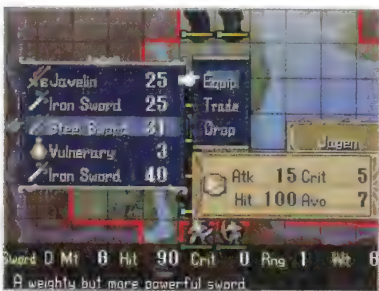 E Javelin 25
Iron Sword 25
Steel Sword 31
Vulnerary 3
Iron Sword 40
Equip
Trade
Drop
Jagen
Atk 15 Crit 5
Hit 100 Avo 7
Sword D Mt 8 Hit 90 Crit 0 Rng 1 Wt
A weighty but more powerful sword.